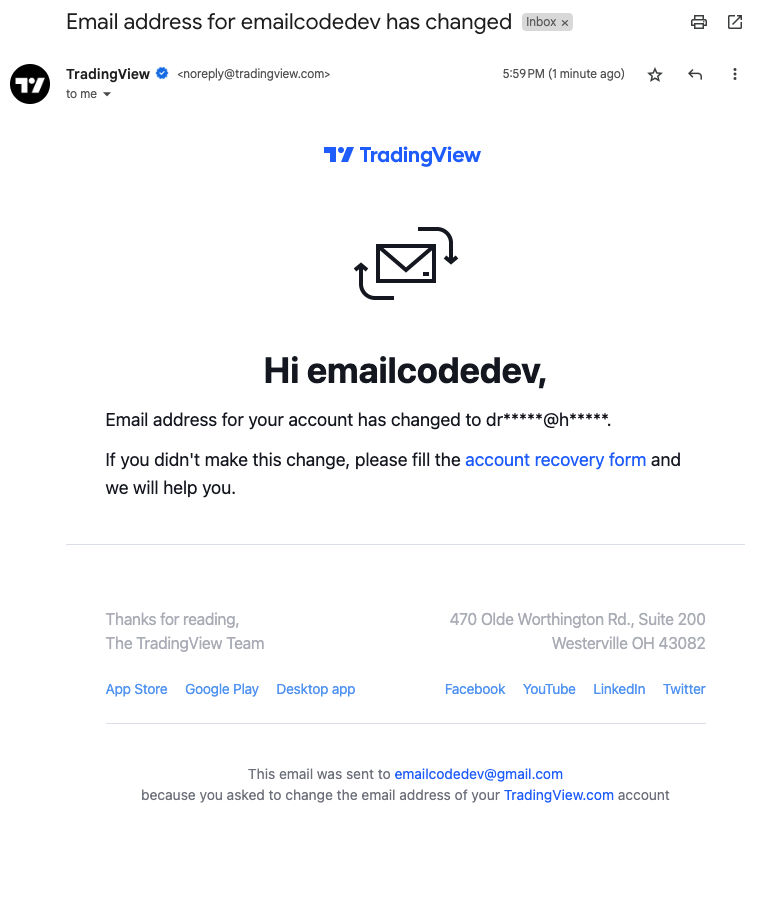 Email address for emailcodedev has changed Inbox ×
TradingView <noreply@tradingview.com> 5:59 PM (1 minute ago)
to me
TradingView
Hi emailcodedev,
Email address for your account has changed to dr*****@h*****.
If you didn't make this change, please fill the account recovery form and
we will help you.
Thanks for reading,
The TradingView Team
470 Olde Worthington Rd., Suite 200
Westerville OH 43082
App Store Google Play Desktop app
Facebook YouTube LinkedIn Twitter
This email was sent to emailcodedev@gmail.com
because you asked to change the email address of your TradingView.com account